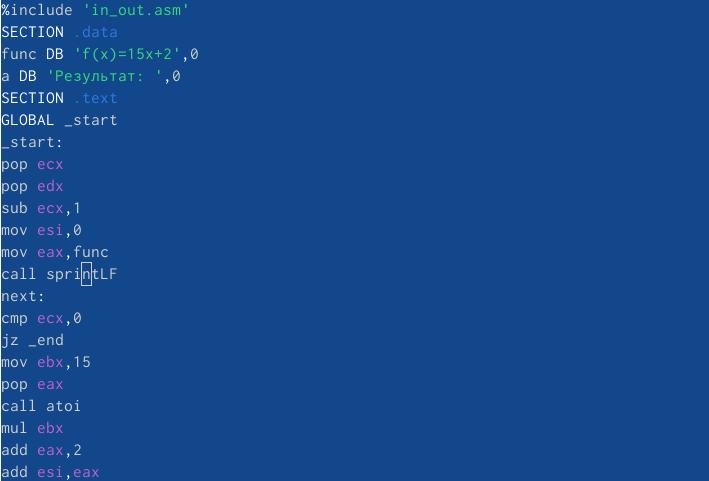 %include 'in_out.asm'
SECTION .data
func DB 'f(x)=15x+2',0
a DB 'Результат: ',0
SECTION .text
GLOBAL _start
_start:
pop ecx
pop edx
sub ecx,1
mov esi,0
mov eax,func
call sprintLF
next:
cmp ecx,0
jz _end
mov ebx,15
pop eax
call atoi
mul ebx
add eax,2
add esi,eax